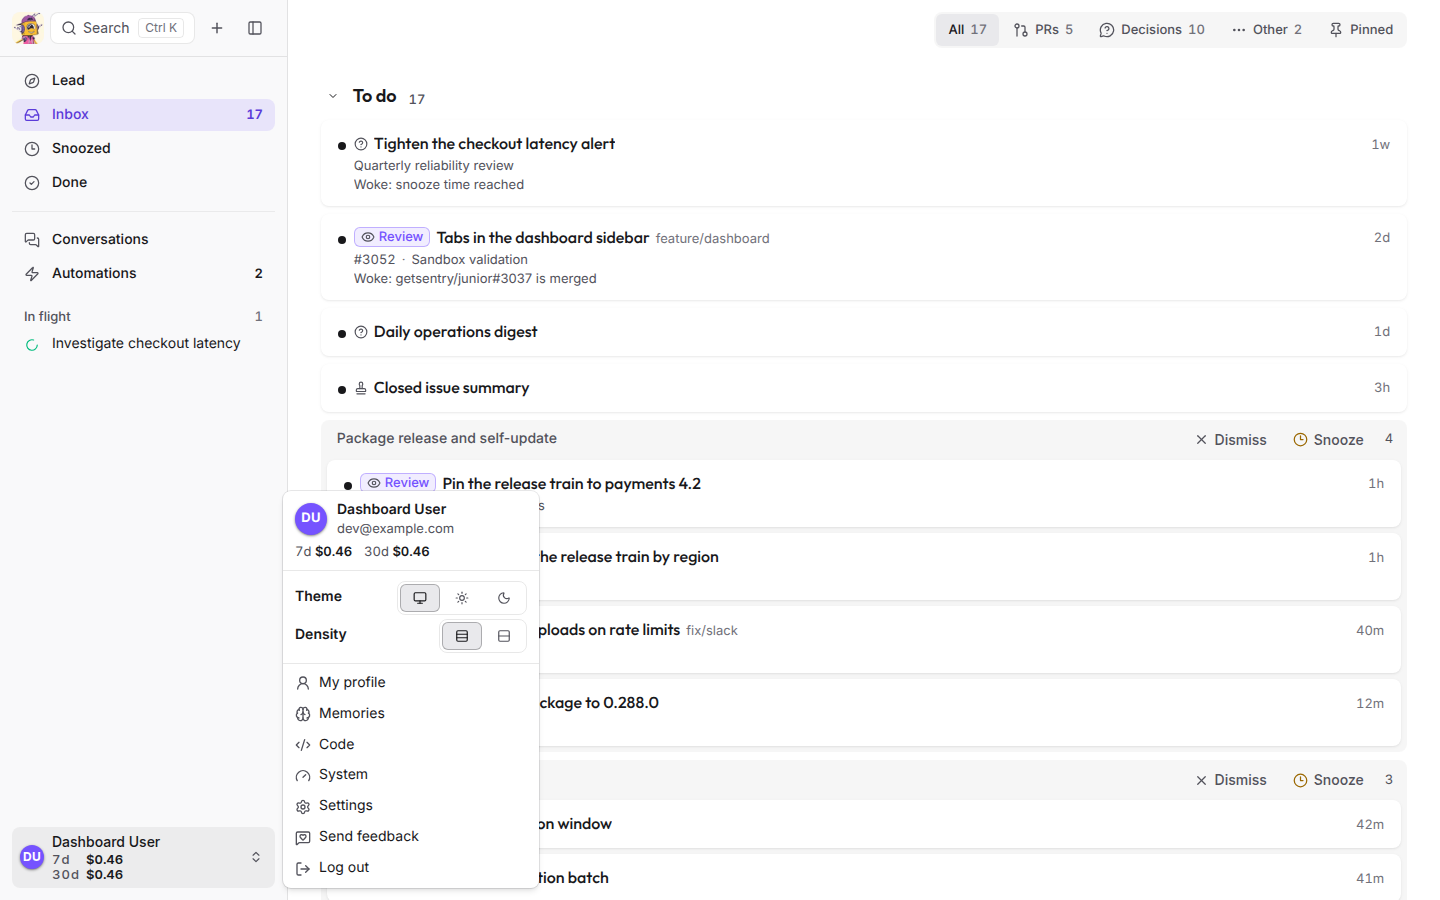 Search Ctrl K
Lead
Inbox 17
Snoozed
Done
Conversations
Automations 2
In flight 1
Investigate checkout latency
DU
Dashboard User
7d $0.46
30d $0.46
All 17
PRs 5
Decisions 10
Other 2
Pinned
To do 17
Tighten the checkout latency alert 1w
Quarterly reliability review
Woke: snooze time reached
Review Tabs in the dashboard sidebar feature/dashboard 2d
#3052 · Sandbox validation
Woke: getsentry/junior#3037 is merged
Daily operations digest 1d
Closed issue summary 3h
Package release and self-update Dismiss Snooze 4
Review Pin the release train to payments 4.2 1h
s
the release train by region 1h
ploads on rate limits fix/slack 40m
ckage to 0.288.0 12m
Dismiss Snooze 3
on window 42m
tion batch 41m
DU
Dashboard User
dev@example.com
7d $0.46 30d $0.46
Theme
Density
My profile
Memories
Code
System
Settings
Send feedback
Log out